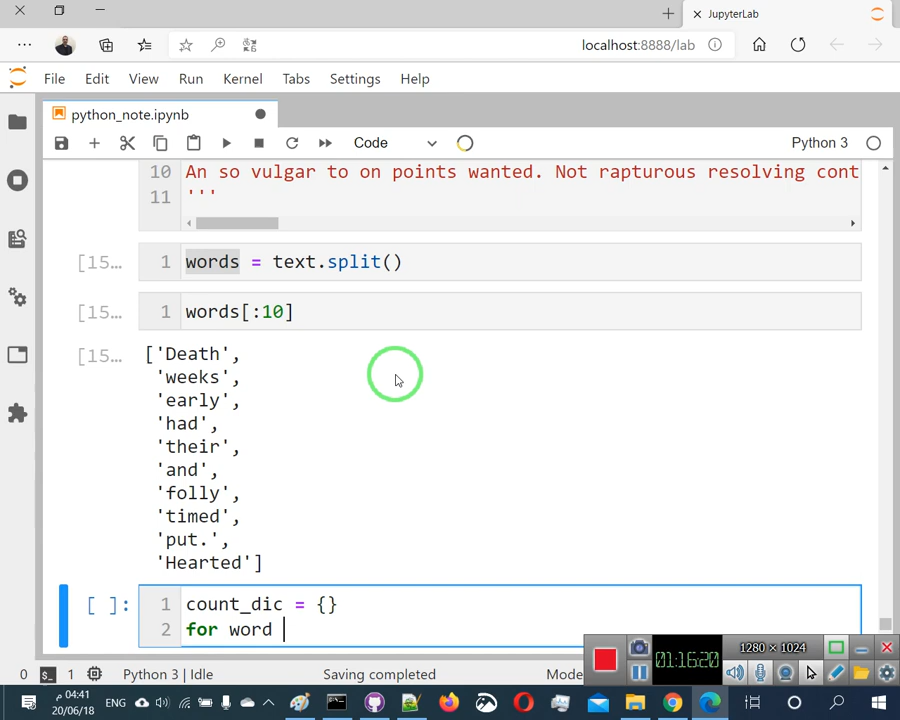 JupyterLab
localhost:8888/lab
File Edit View Run Kernel Tabs Settings Help
python_note.ipynb
Code Python 3
10 An so vulgar to on points wanted. Not rapturous resolving cont
11 '''
[15… 1 words = text.split()
[15… 1 words[:10]
[15… ['Death',
'weeks',
'early',
'had',
'their',
'and',
'folly',
'timed',
'put.',
'Hearted']
[ ]: 1 count_dic = {}
2 for word
01:16:20 1280 × 1024
0 1 Python 3 | Idle Saving completed Mode
04:41 ENG
20/06/18